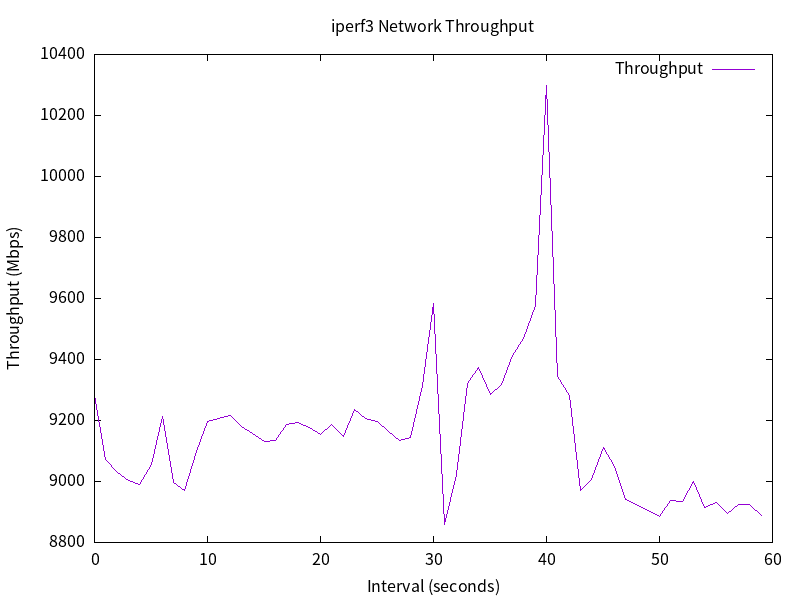 iperf3 Network Throughput
Throughput
10400
10200
10000
9800
9600
9400
9200
9000
8800
Throughput (Mbps)
0 10 20 30 40 50 60
Interval (seconds)